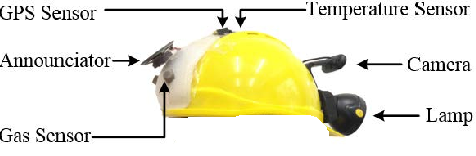 GPS Sensor
Temperature Sensor
Announciator
Camera
Lamp
Gas Sensor